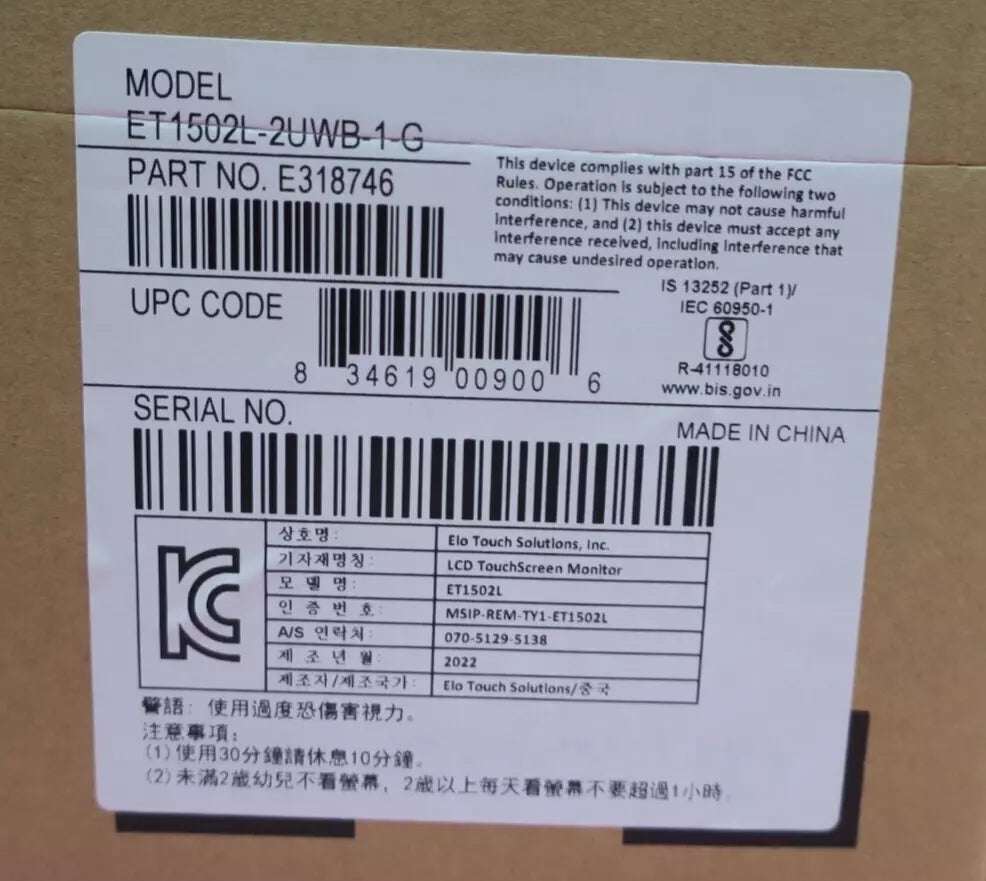 MODEL
ET1502L-2UWB-1-G
PART NO. E318746
This device complies with part 15 of the FCC
Rules. Operation is subject to the following two
conditions: (1) This device may not cause harmful
interference, and (2) this device must accept any
interference received, including interference that
may cause undesired operation.
IS 13252 (Part 1)/
IEC 60950-1
R-41118010
www.bis.gov.in
UPC CODE
8 34619 00900 6
SERIAL NO.
MADE IN CHINA
상호명: Elo Touch Solutions, Inc.
기자재명칭: LCD TouchScreen Monitor
모 델 명: ET1502L
인 증 번 호: MSIP-REM-TY1-ET1502L
A/S 연락처: 070-5129-5138
제 조 년 월: 2022
제조자/제조국가: Elo Touch Solutions/중국
警語: 使用過度恐傷害視力。
注意事項:
(1) 使用30分鐘請休息10分鐘。
(2) 未滿2歲幼兒不看螢幕，2歲以上每天看螢幕不要超過1小時.